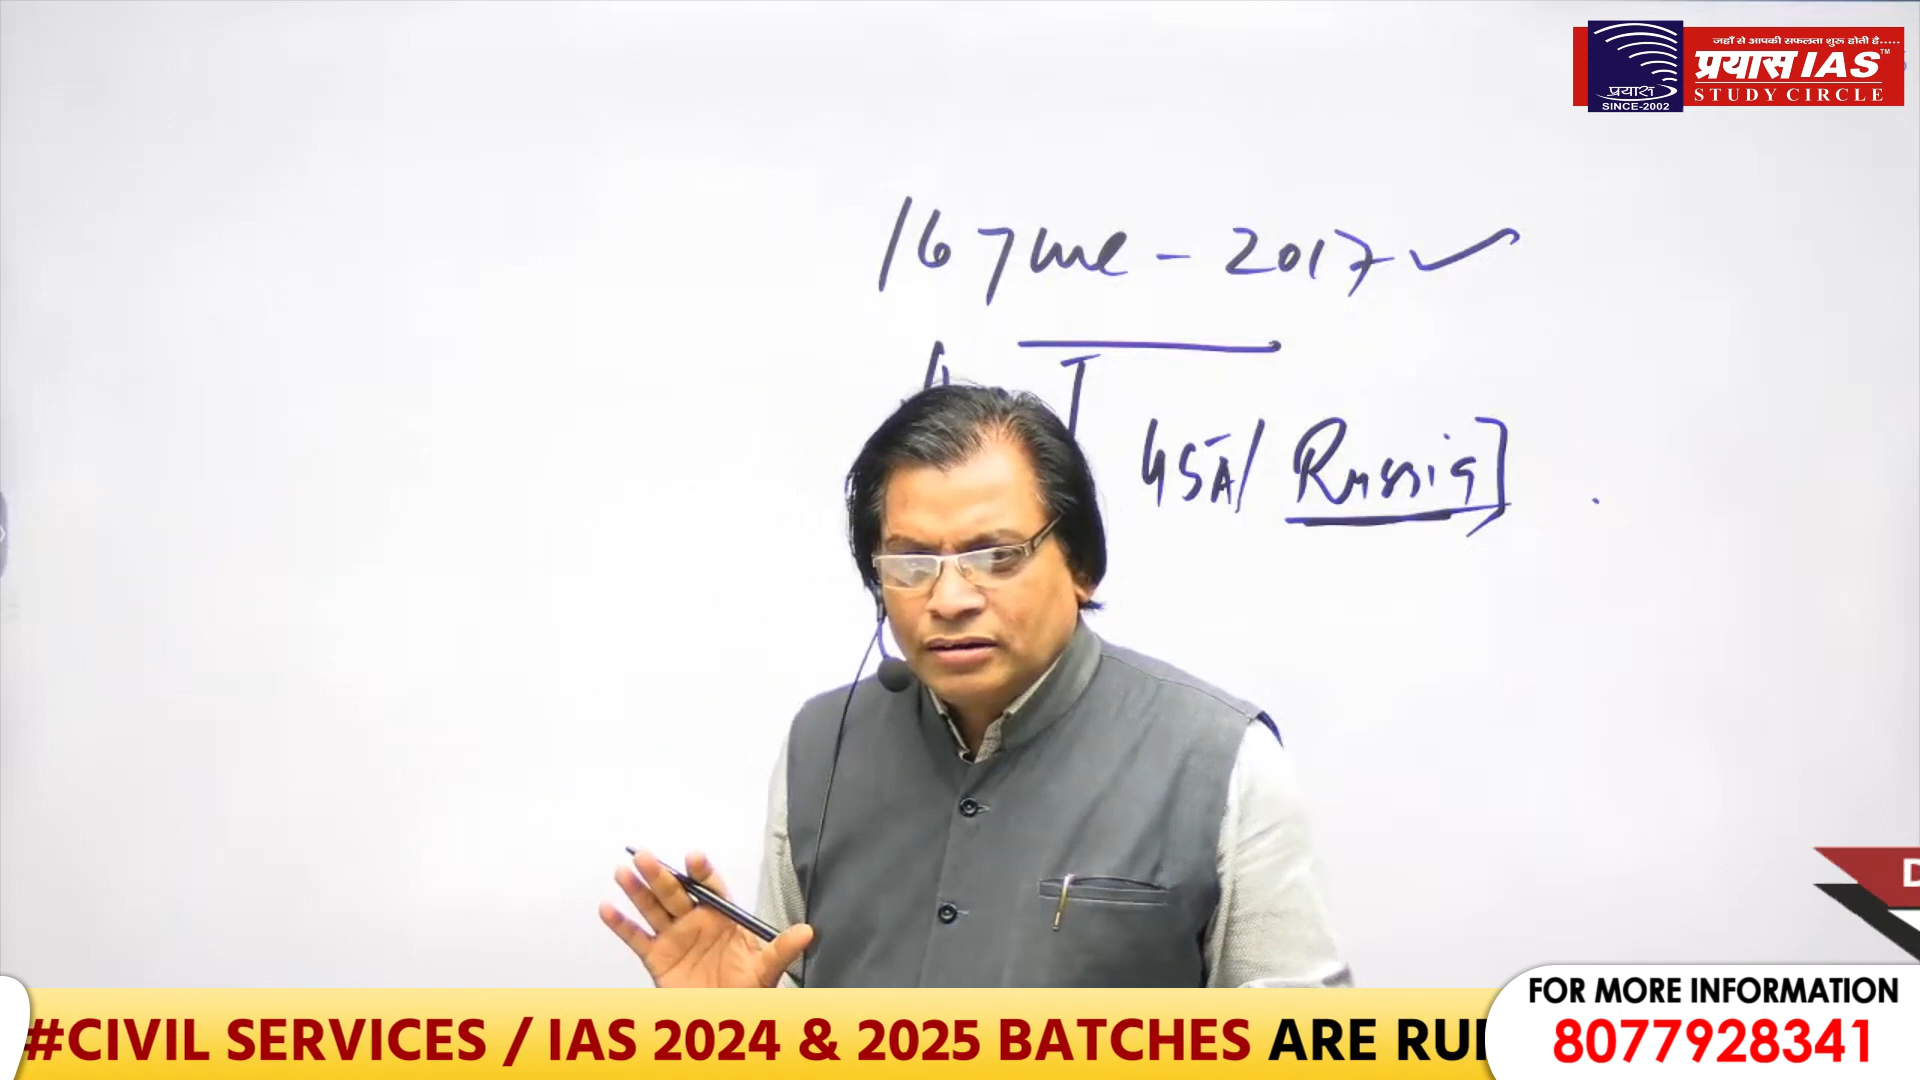 जहाँ से आपकी सफलता शुरू होती है.....
प्रयास IAS TM
STUDY CIRCLE
प्रयास
SINCE-2002
16 June - 2017
USA/ Russia]
D
FOR MORE INFORMATION
8077928341
#CIVIL SERVICES / IAS 2024 & 2025 BATCHES ARE RU